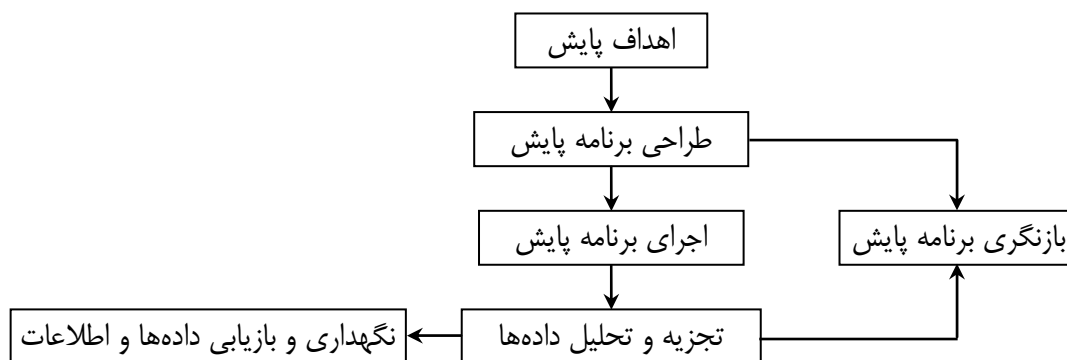 اهداف پایش
طراحی برنامه پایش
اجرای برنامه پایش
بازنگری برنامه پایش
تجزیه و تحلیل داده‌ها
نگهداری و بازیابی داده‌ها و اطلاعات